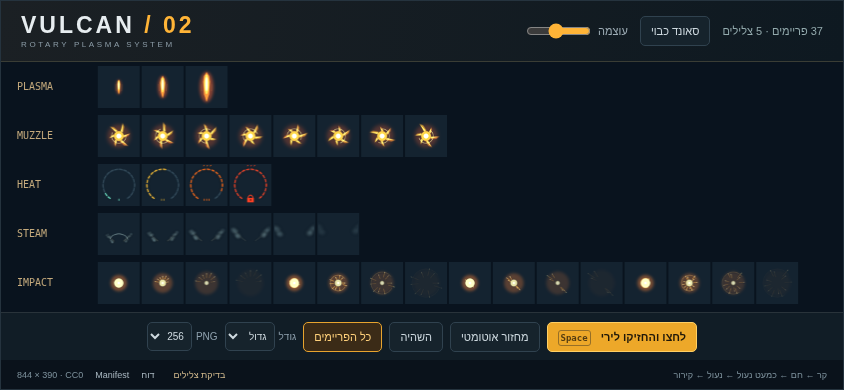 VULCAN / 02
ROTARY PLASMA SYSTEM
37 פריימים · 5 צלילים
סאונד כבוי
עוצמה
PLASMA
MUZZLE
HEAT
STEAM
IMPACT
לחצו והחזיקו לירי Space
מחזור אוטומטי
השהיה
כל הפריימים
גודל
גדול
PNG
256
קר ← חם ← כמעט נעול ← נעול ← קירור
בדיקת צלילים
דוח
Manifest
844 × 390 · CC0